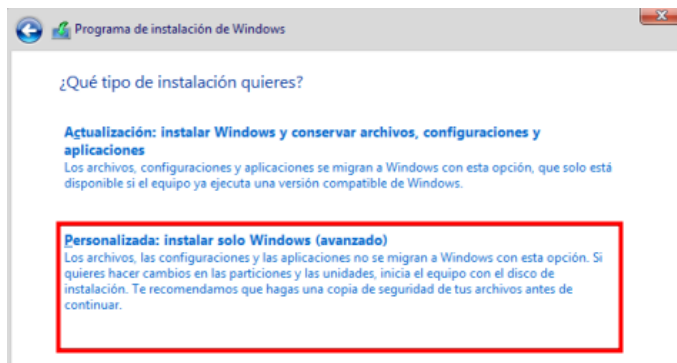 Programa de instalación de Windows
¿Qué tipo de instalación quieres?
Actualización: instalar Windows y conservar archivos, configuraciones y
aplicaciones
Los archivos, configuraciones y aplicaciones se migran a Windows con esta opción, que solo está
disponible si el equipo ya ejecuta una versión compatible de Windows.
Personalizada: instalar solo Windows (avanzado)
Los archivos, las configuraciones y las aplicaciones no se migran a Windows con esta opción. Si
quieres hacer cambios en las particiones y las unidades, inicia el equipo con el disco de
instalación. Te recomendamos que hagas una copia de seguridad de tus archivos antes de
continuar.